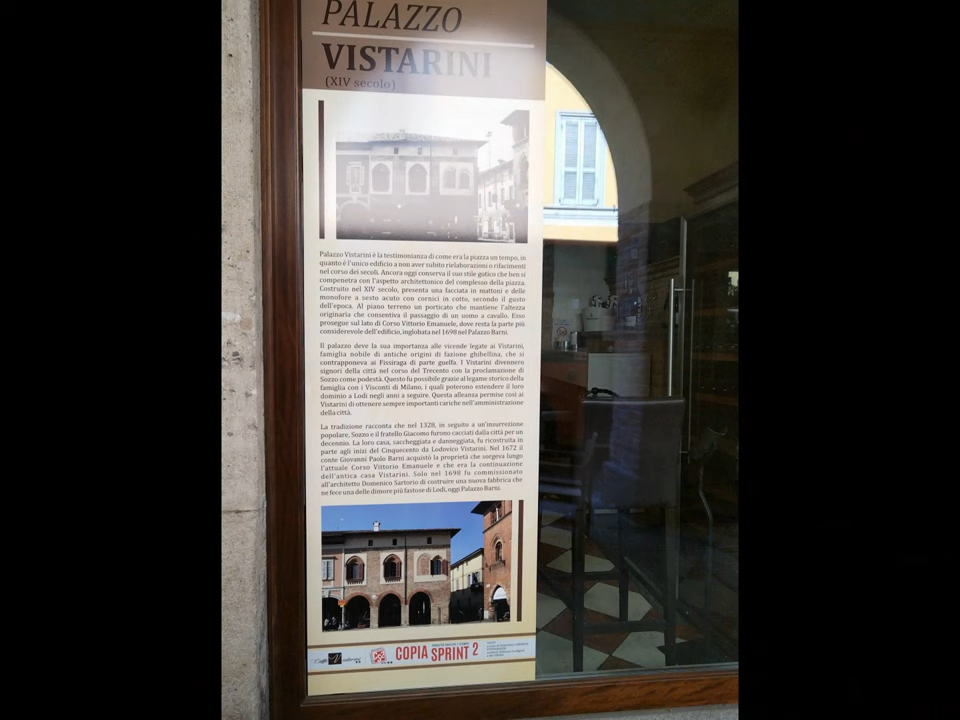 PALAZZO
VISTARINI
(XIV secolo)
Palazzo Vistarini è la testimonianza di come era la piazza un tempo, in
quanto è l'unico edificio a non aver subito rielaborazioni o rifacimenti
nel corso dei secoli. Ancora oggi conserva il suo stile gotico che ben si
compenetra con l'aspetto architettonico del complesso della piazza.
Costruito nel XIV secolo, presenta una facciata in mattoni e delle
monofore a sesto acuto con cornici in cotto, secondo il gusto
dell'epoca. Al piano terreno un porticato che mantiene l'altezza
originaria che consentiva il passaggio di un uomo a cavallo. Esso
prosegue sul lato di Corso Vittorio Emanuele, dove resta la parte più
considerevole dell'edificio, inglobata nel 1698 nel Palazzo Barni.
Il palazzo deve la sua importanza alle vicende legate ai Vistarini,
famiglia nobile di antiche origini di fazione ghibellina, che si
contrapponeva ai Fissiraga di parte guelfa. I Vistarini divennero
signori della città nel corso del Trecento con la proclamazione di
Sozzo come podestà. Questo fu possibile grazie al legame storico della
famiglia con i Visconti di Milano, i quali poterono estendere il loro
dominio a Lodi negli anni a seguire. Questa alleanza permise così ai
Vistarini di ottenere sempre importanti cariche nell'amministrazione
della città.
La tradizione racconta che nel 1328, in seguito a un'insurrezione
popolare, Sozzo e il fratello Giacomo furono cacciati dalla città per un
decennio. La loro casa, saccheggiata e danneggiata, fu ricostruita in
parte agli inizi del Cinquecento da Lodovico Vistarini. Nel 1672 il
conte Giovanni Paolo Barni acquistò la proprietà che sorgeva lungo
l'attuale Corso Vittorio Emanuele e che era la continuazione
dell'antica casa Vistarini. Solo nel 1698 fu commissionato
all'architetto Domenico Sartorio di costruire una nuova fabbrica che
ne fece una delle dimore più fastose di Lodi, oggi Palazzo Barni.
Caffè Vistarini
COPIA SPRINT 2